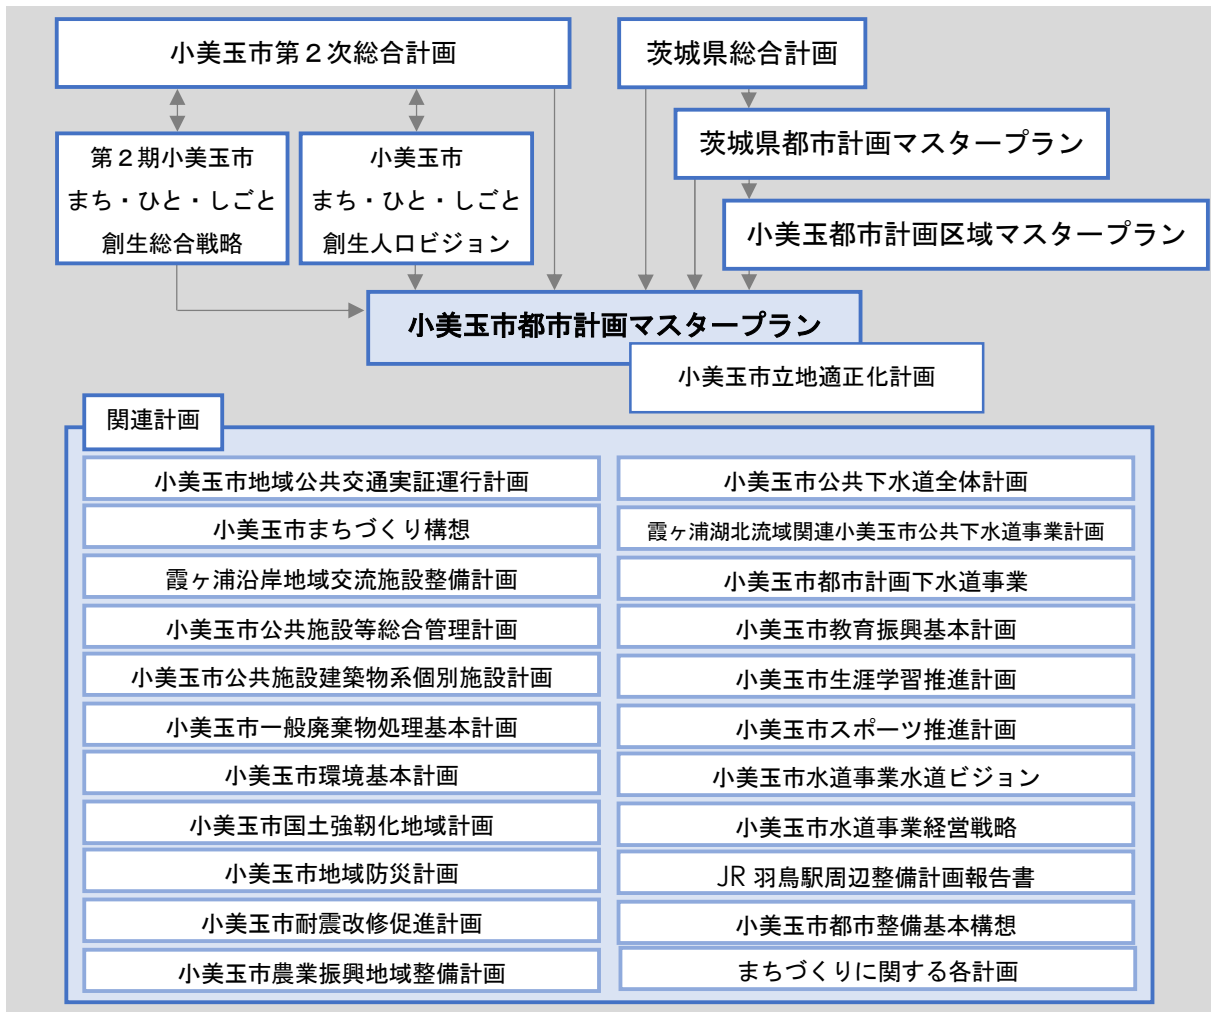 小美玉市第２次総合計画
茨城県総合計画
茨城県都市計画マスタープラン
第２期小美玉市
まち・ひと・しごと
創生総合戦略
小美玉市
まち・ひと・しごと
創生人口ビジョン
小美玉都市計画区域マスタープラン
小美玉市都市計画マスタープラン
小美玉市立地適正化計画
関連計画
小美玉市地域公共交通実証運行計画
小美玉市まちづくり構想
霞ヶ浦沿岸地域交流施設整備計画
小美玉市公共施設等総合管理計画
小美玉市公共施設建築物系個別施設計画
小美玉市一般廃棄物処理基本計画
小美玉市環境基本計画
小美玉市国土強靭化地域計画
小美玉市地域防災計画
小美玉市耐震改修促進計画
小美玉市農業振興地域整備計画
小美玉市公共下水道全体計画
霞ヶ浦湖北流域関連小美玉市公共下水道事業計画
小美玉市都市計画下水道事業
小美玉市教育振興基本計画
小美玉市生涯学習推進計画
小美玉市スポーツ推進計画
小美玉市水道事業水道ビジョン
小美玉市水道事業経営戦略
JR 羽鳥駅周辺整備計画報告書
小美玉市都市整備基本構想
まちづくりに関する各計画